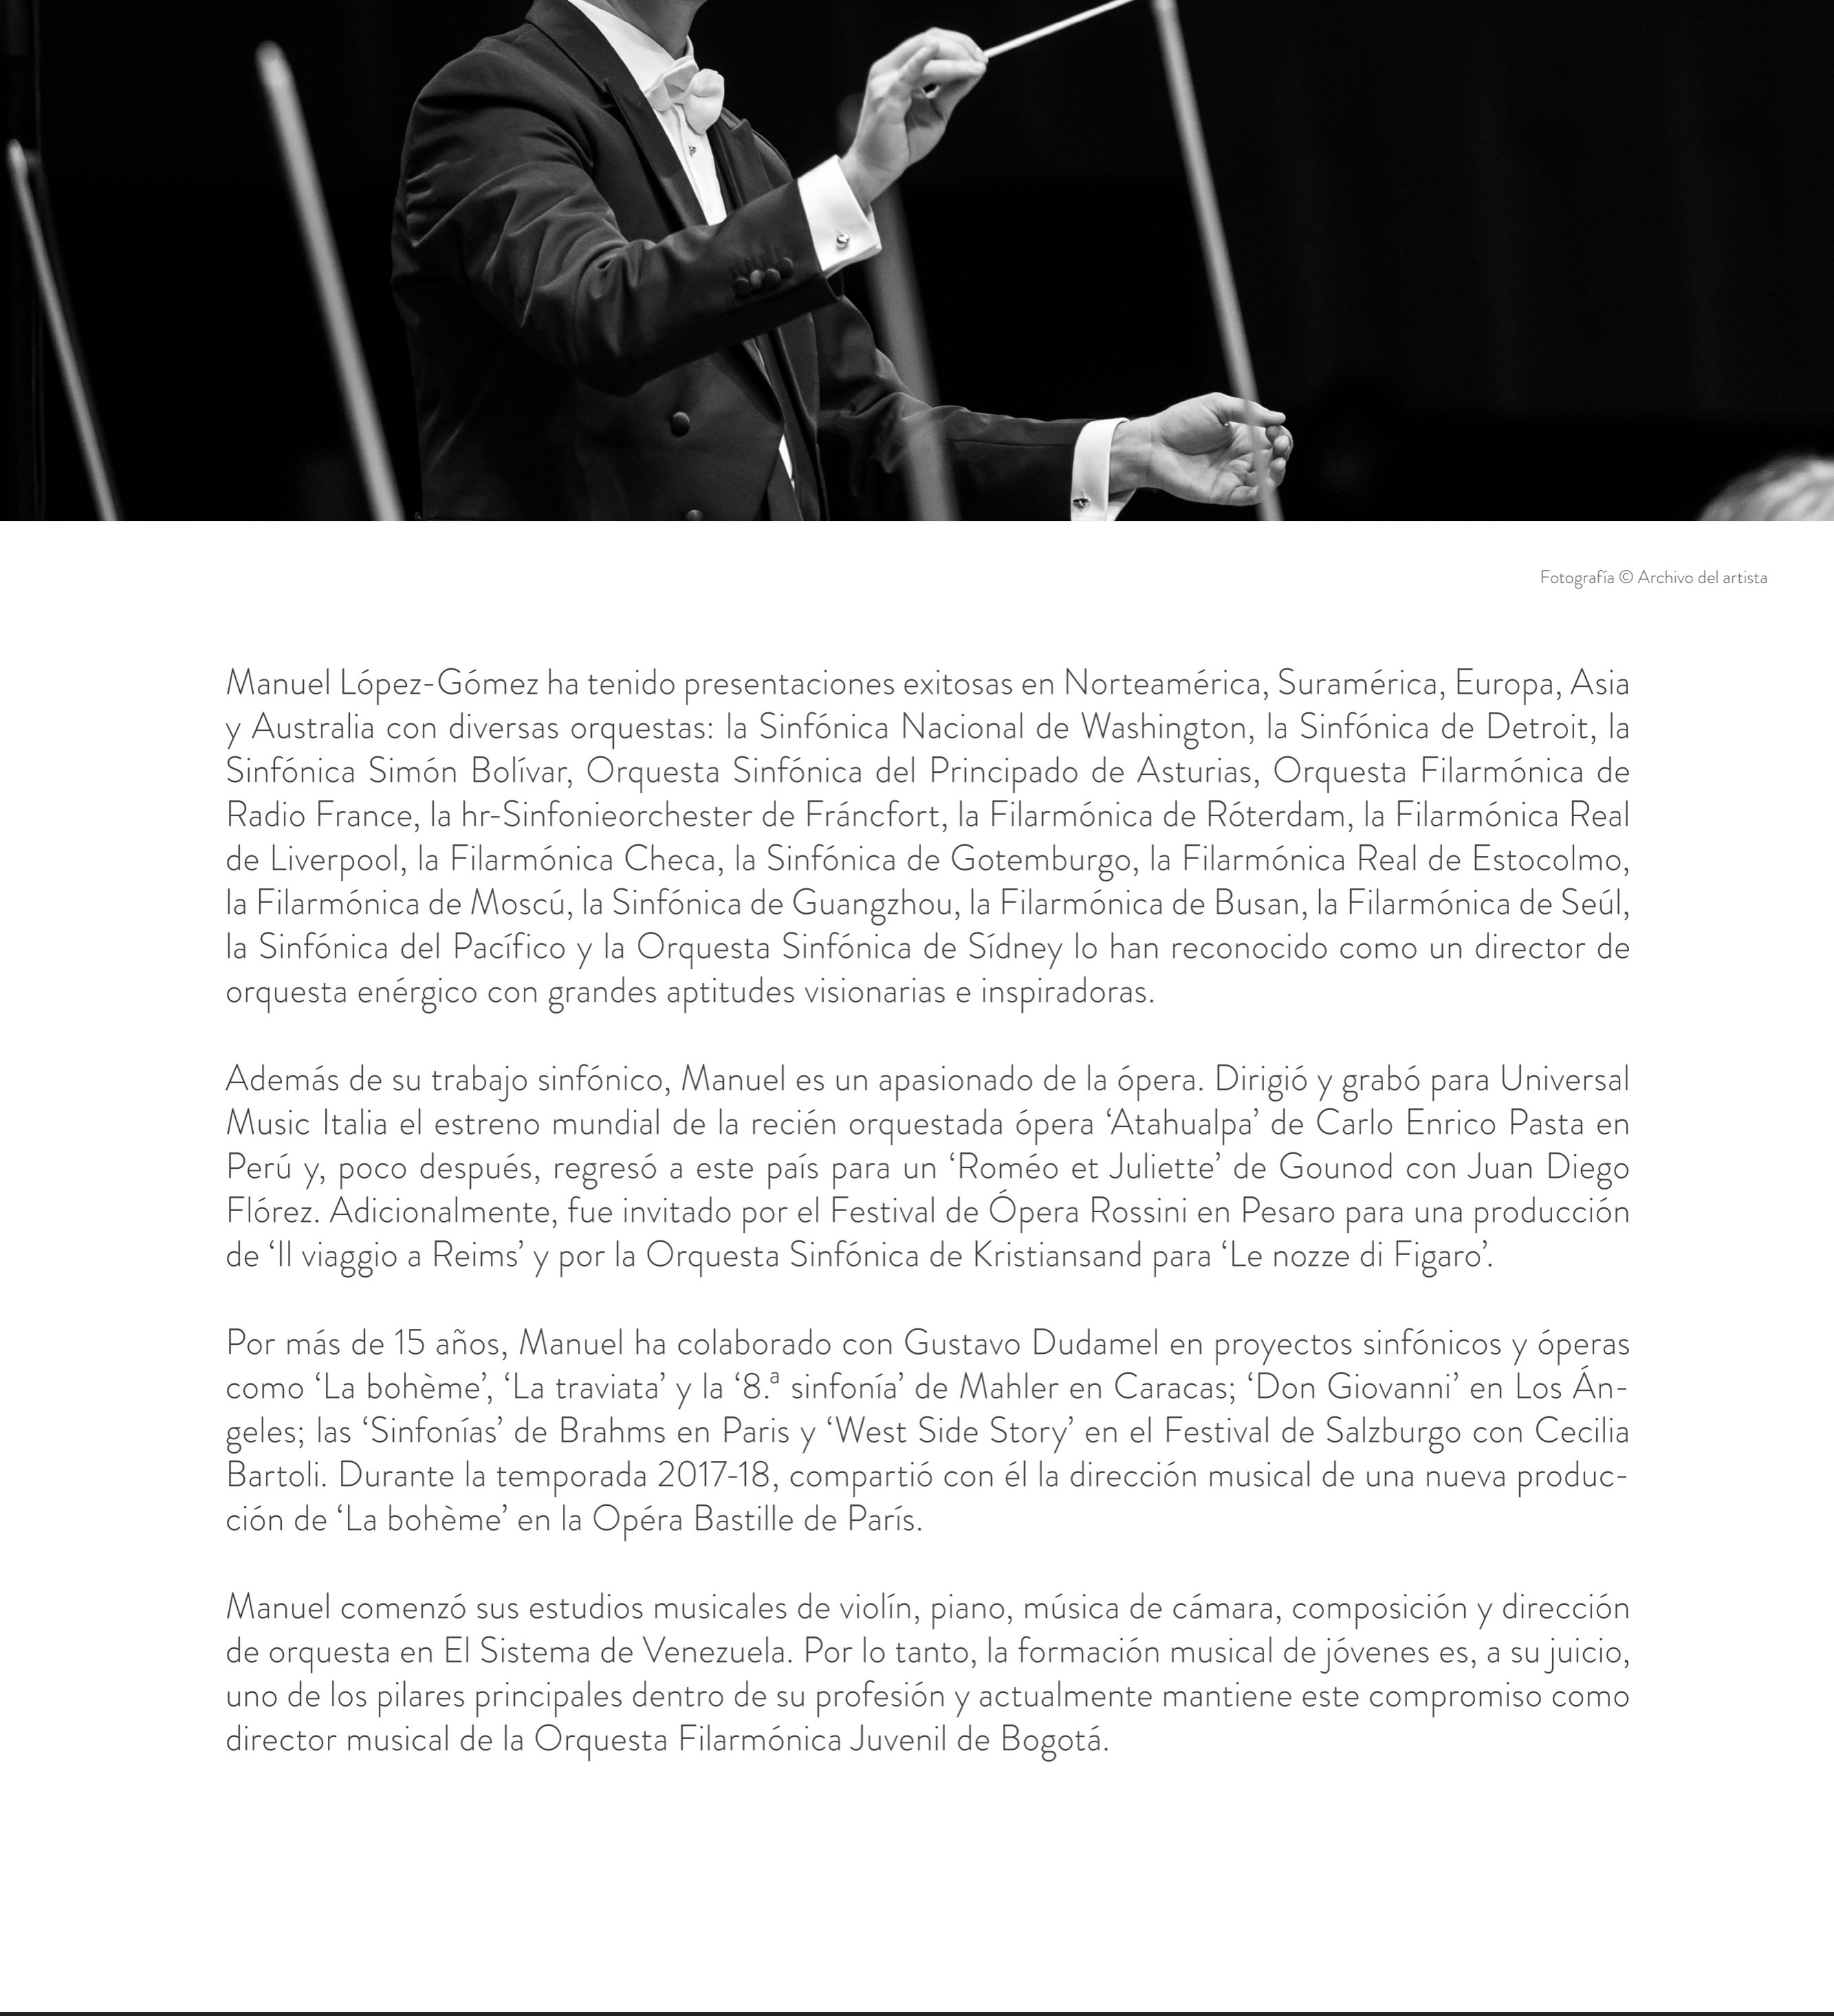 Fotografía © Archivo del artista
Manuel López-Gómez ha tenido presentaciones exitosas en Norteamérica, Suramérica, Europa, Asia
y Australia con diversas orquestas: la Sinfónica Nacional de Washington, la Sinfónica de Detroit, la
Sinfónica Simón Bolívar, Orquesta Sinfónica del Principado de Asturias, Orquesta Filarmónica de
Radio France, la hr-Sinfonieorchester de Fráncfort, la Filarmónica de Róterdam, la Filarmónica Real
de Liverpool, la Filarmónica Checa, la Sinfónica de Gotemburgo, la Filarmónica Real de Estocolmo,
la Filarmónica de Moscú, la Sinfónica de Guangzhou, la Filarmónica de Busan, la Filarmónica de Seúl,
la Sinfónica del Pacífico y la Orquesta Sinfónica de Sídney lo han reconocido como un director de
orquesta enérgico con grandes aptitudes visionarias e inspiradoras.
Además de su trabajo sinfónico, Manuel es un apasionado de la ópera. Dirigió y grabó para Universal
Music Italia el estreno mundial de la recién orquestada ópera ‘Atahualpa’ de Carlo Enrico Pasta en
Perú y, poco después, regresó a este país para un ‘Roméo et Juliette’ de Gounod con Juan Diego
Flórez. Adicionalmente, fue invitado por el Festival de Ópera Rossini en Pesaro para una producción
de ‘Il viaggio a Reims’ y por la Orquesta Sinfónica de Kristiansand para ‘Le nozze di Figaro’.
Por más de 15 años, Manuel ha colaborado con Gustavo Dudamel en proyectos sinfónicos y óperas
como ‘La bohème’, ‘La traviata’ y la ‘8.ª sinfonía’ de Mahler en Caracas; ‘Don Giovanni’ en Los Án-
geles; las ‘Sinfonías’ de Brahms en Paris y ‘West Side Story’ en el Festival de Salzburgo con Cecilia
Bartoli. Durante la temporada 2017-18, compartió con él la dirección musical de una nueva produc-
ción de ‘La bohème’ en la Opéra Bastille de París.
Manuel comenzó sus estudios musicales de violín, piano, música de cámara, composición y dirección
de orquesta en El Sistema de Venezuela. Por lo tanto, la formación musical de jóvenes es, a su juicio,
uno de los pilares principales dentro de su profesión y actualmente mantiene este compromiso como
director musical de la Orquesta Filarmónica Juvenil de Bogotá.